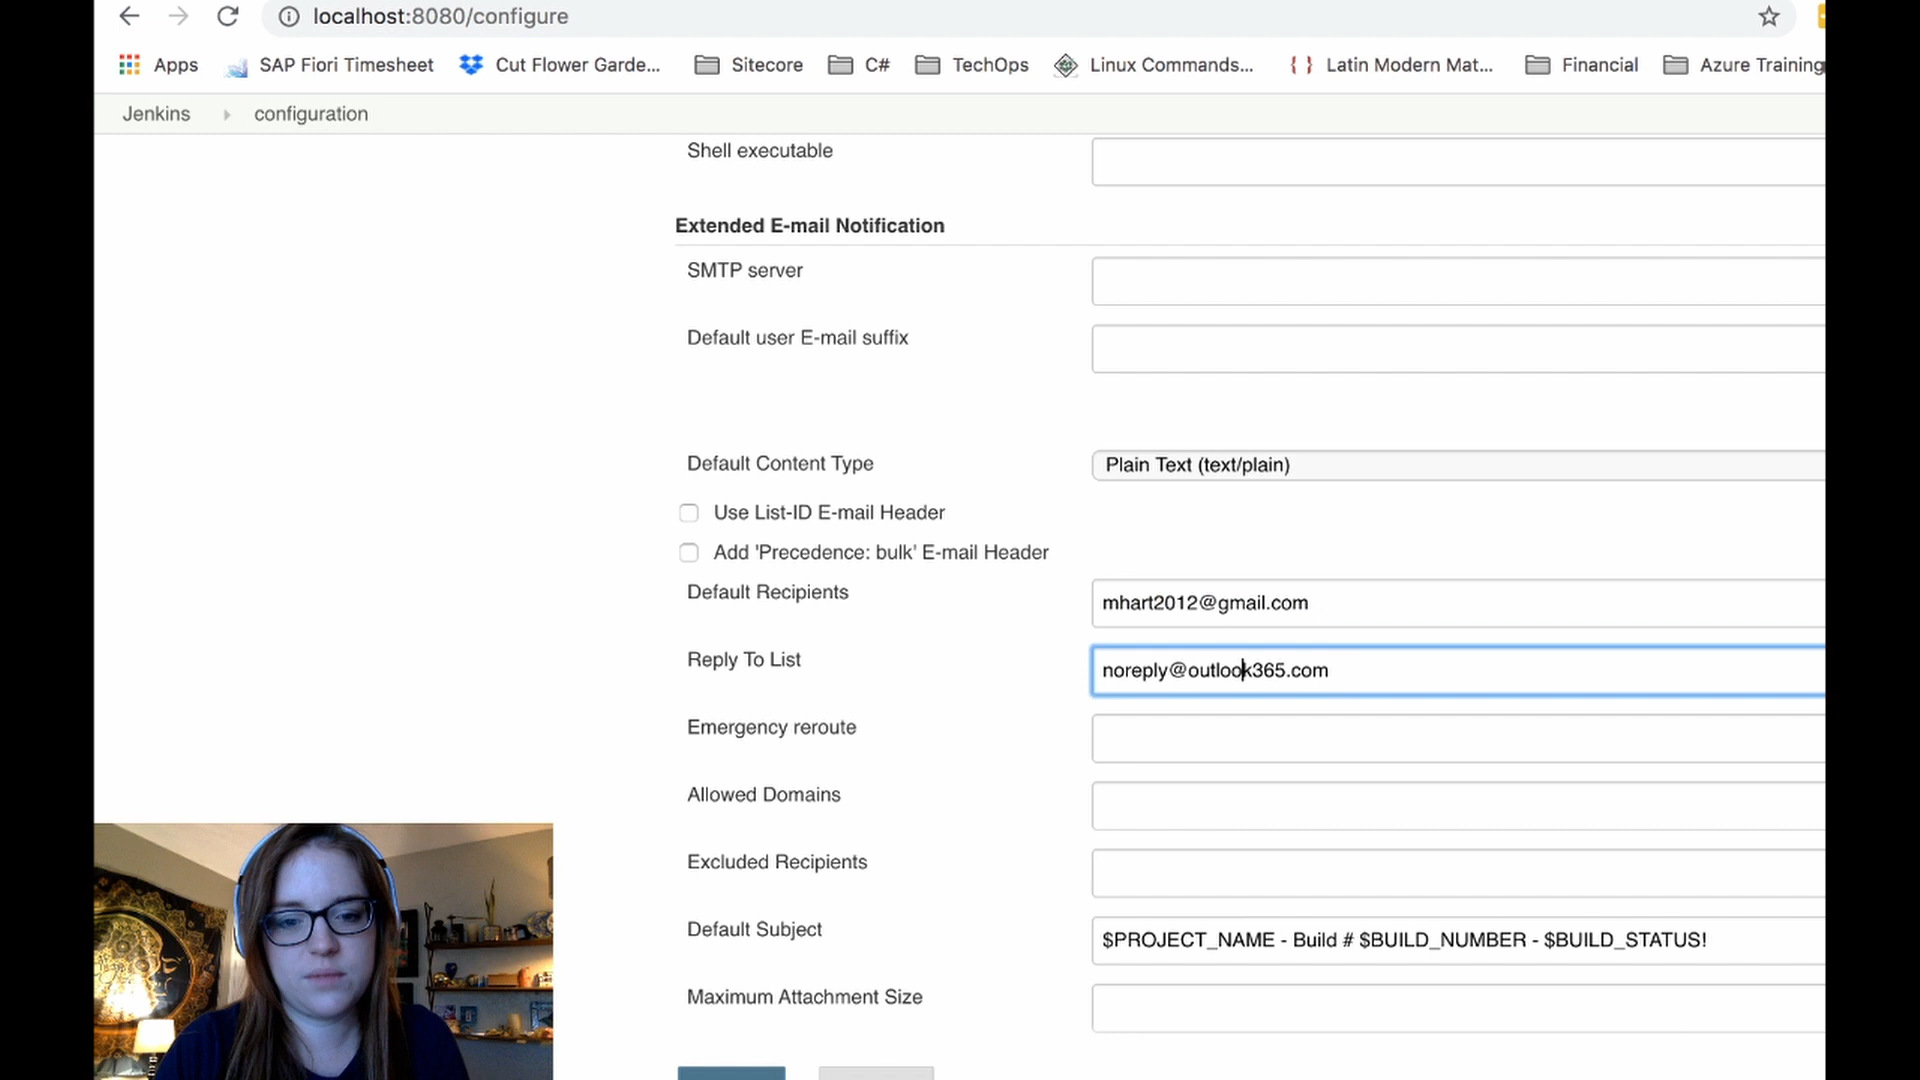 localhost:8080/configure
Apps SAP Fiori Timesheet Cut Flower Garde... Sitecore C# TechOps Linux Commands... Latin Modern Mat... Financial Azure Training
Jenkins configuration
Shell executable
Extended E-mail Notification
SMTP server
Default user E-mail suffix
Default Content Type Plain Text (text/plain)
Use List-ID E-mail Header
Add 'Precedence: bulk' E-mail Header
Default Recipients mhart2012@gmail.com
Reply To List noreply@outlook365.com
Emergency reroute
Allowed Domains
Excluded Recipients
Default Subject $PROJECT_NAME - Build # $BUILD_NUMBER - $BUILD_STATUS!
Maximum Attachment Size